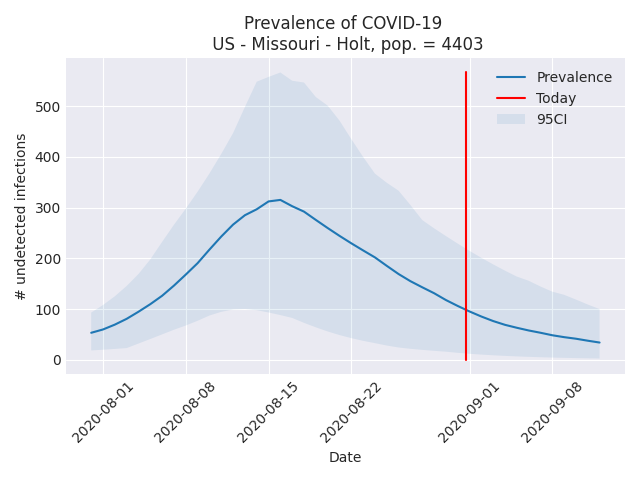 Prevalence of COVID-19
US - Missouri - Holt, pop. = 4403
Prevalence
Today
95CI
# undetected infections
500
400
300
200
100
0
2020-08-01
2020-08-08
2020-08-15
2020-08-22
2020-09-01
2020-09-08
Date